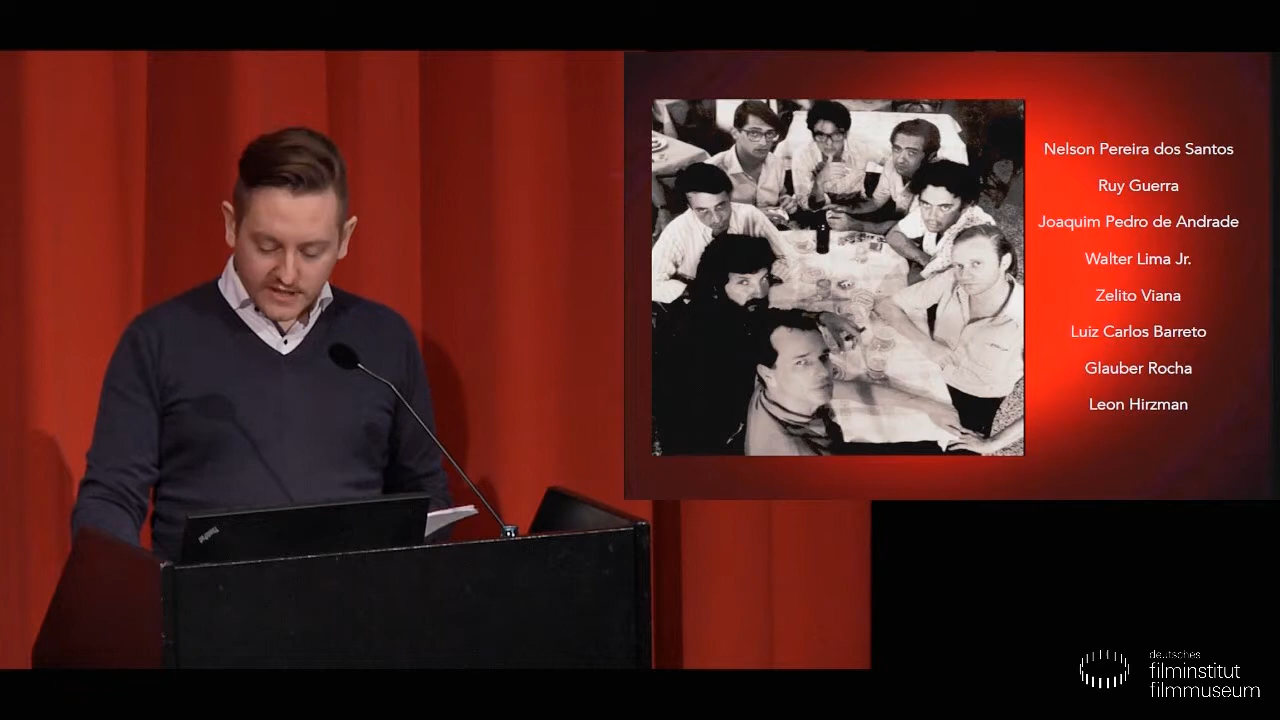 Nelson Pereira dos Santos
Ruy Guerra
Joaquim Pedro de Andrade
Walter Lima Jr.
Zelito Viana
Luiz Carlos Barreto
Glauber Rocha
Leon Hirzman
ThinkPad
deutsches
filminstitut
filmmuseum